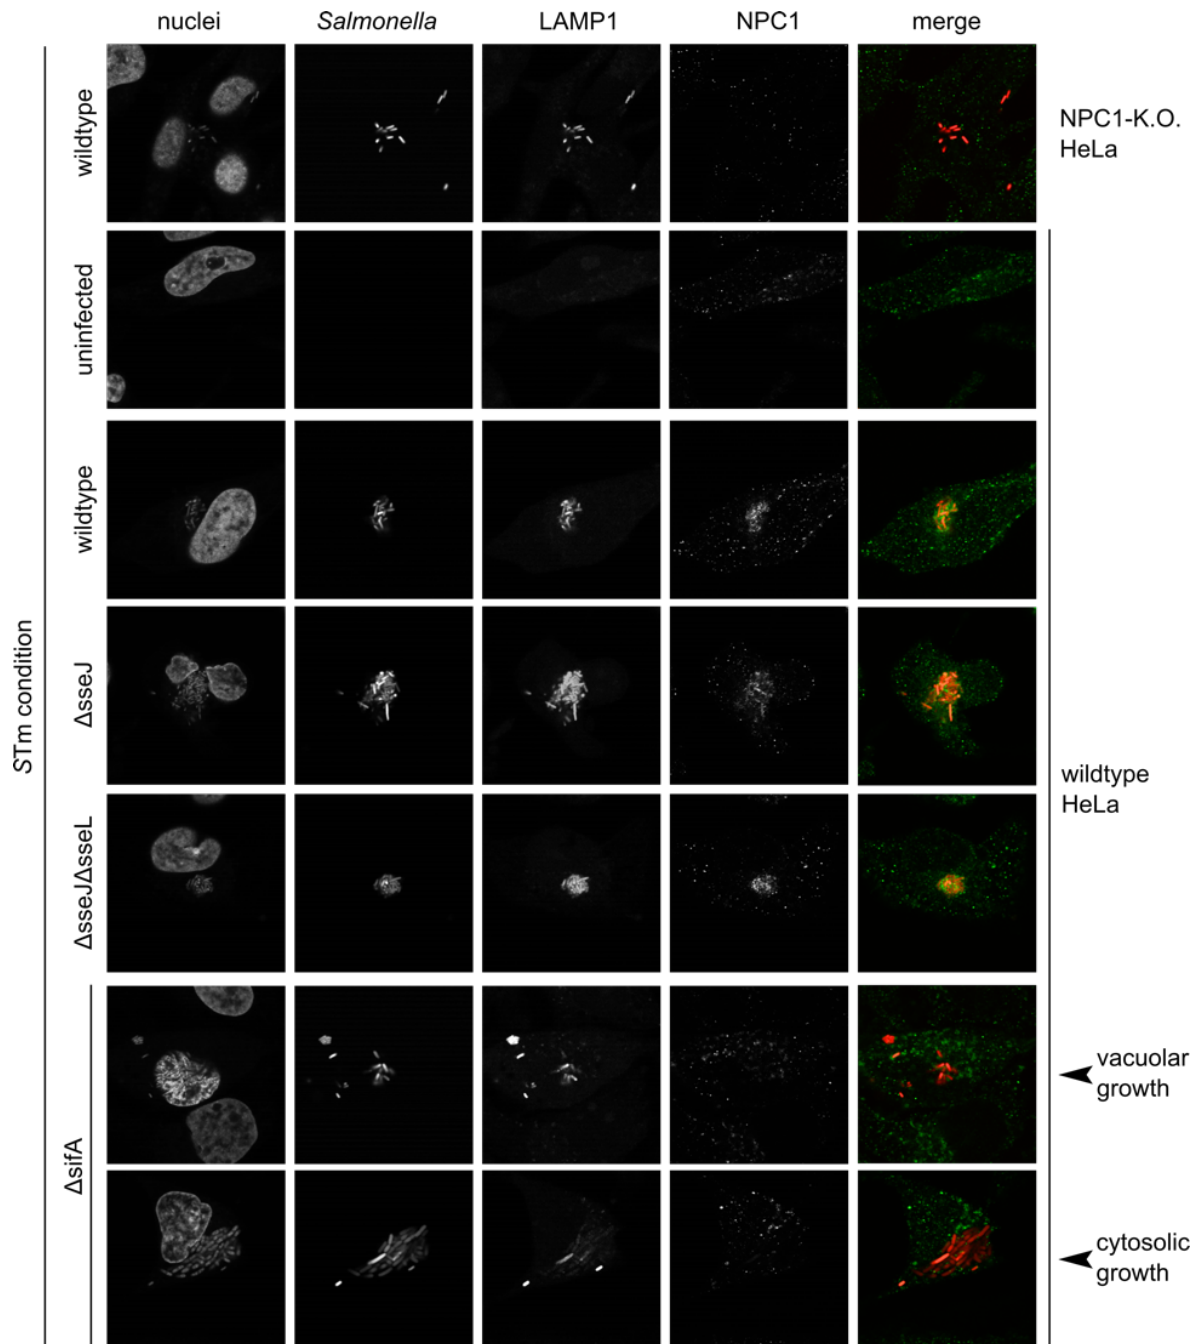 nuclei Salmonella LAMP1 NPC1 merge
wildtype
NPC1-K.O.
HeLa
uninfected
wildtype
STm condition
ΔsseJ
wildtype
HeLa
ΔsseJΔsseL
ΔsifA
vacuolar
growth
cytosolic
growth